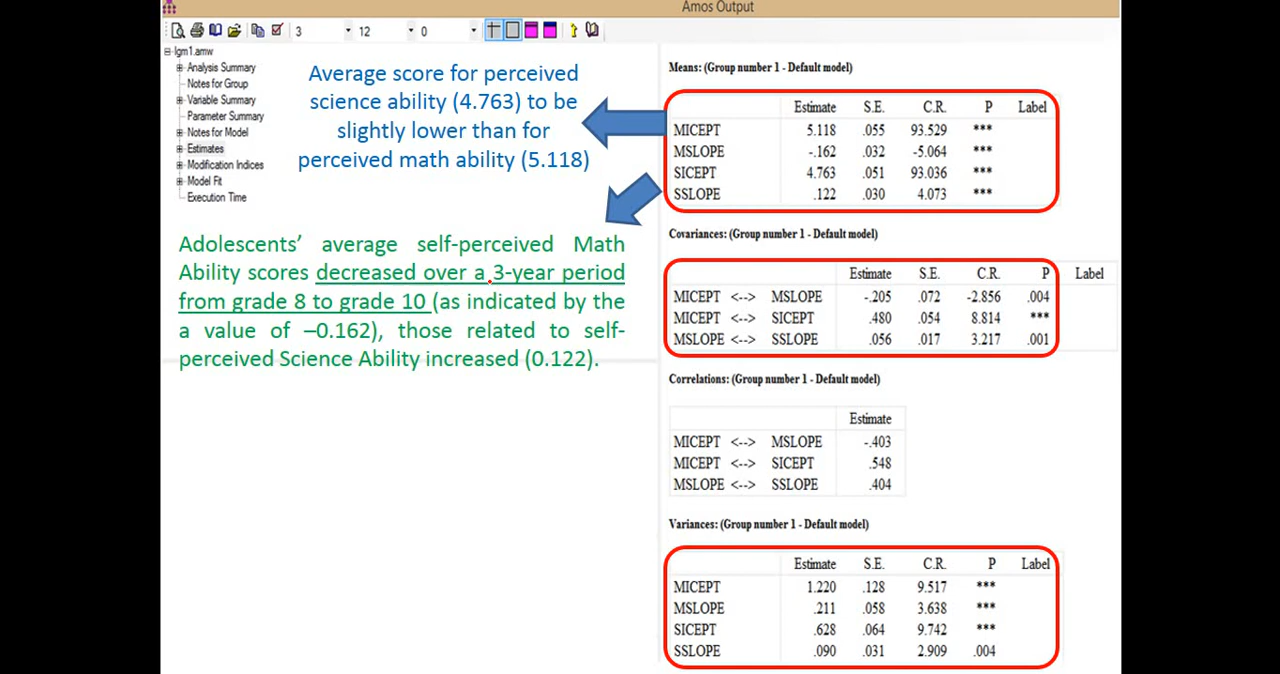 Amos Output
3 12 0
lgm1.amw
Analysis Summary
Notes for Group
Variable Summary
Parameter Summary
Notes for Model
Estimates
Modification Indices
Model Fit
Execution Time
Average score for perceived
science ability (4.763) to be
slightly lower than for
perceived math ability (5.118)
Adolescents’ average self-perceived Math
Ability scores decreased over a 3-year period
from grade 8 to grade 10 (as indicated by the
a value of –0.162), those related to self-
perceived Science Ability increased (0.122).
Means: (Group number 1 - Default model)
Estimate S.E. C.R. P Label
MICEPT 5.118 .055 93.529 ***
MSLOPE -.162 .032 -5.064 ***
SICEPT 4.763 .051 93.036 ***
SSLOPE .122 .030 4.073 ***
Covariances: (Group number 1 - Default model)
Estimate S.E. C.R. P Label
MICEPT <--> MSLOPE -.205 .072 -2.856 .004
MICEPT <--> SICEPT .480 .054 8.814 ***
MSLOPE <--> SSLOPE .056 .017 3.217 .001
Correlations: (Group number 1 - Default model)
Estimate
MICEPT <--> MSLOPE -.403
MICEPT <--> SICEPT .548
MSLOPE <--> SSLOPE .404
Variances: (Group number 1 - Default model)
Estimate S.E. C.R. P Label
MICEPT 1.220 .128 9.517 ***
MSLOPE .211 .058 3.638 ***
SICEPT .628 .064 9.742 ***
SSLOPE .090 .031 2.909 .004